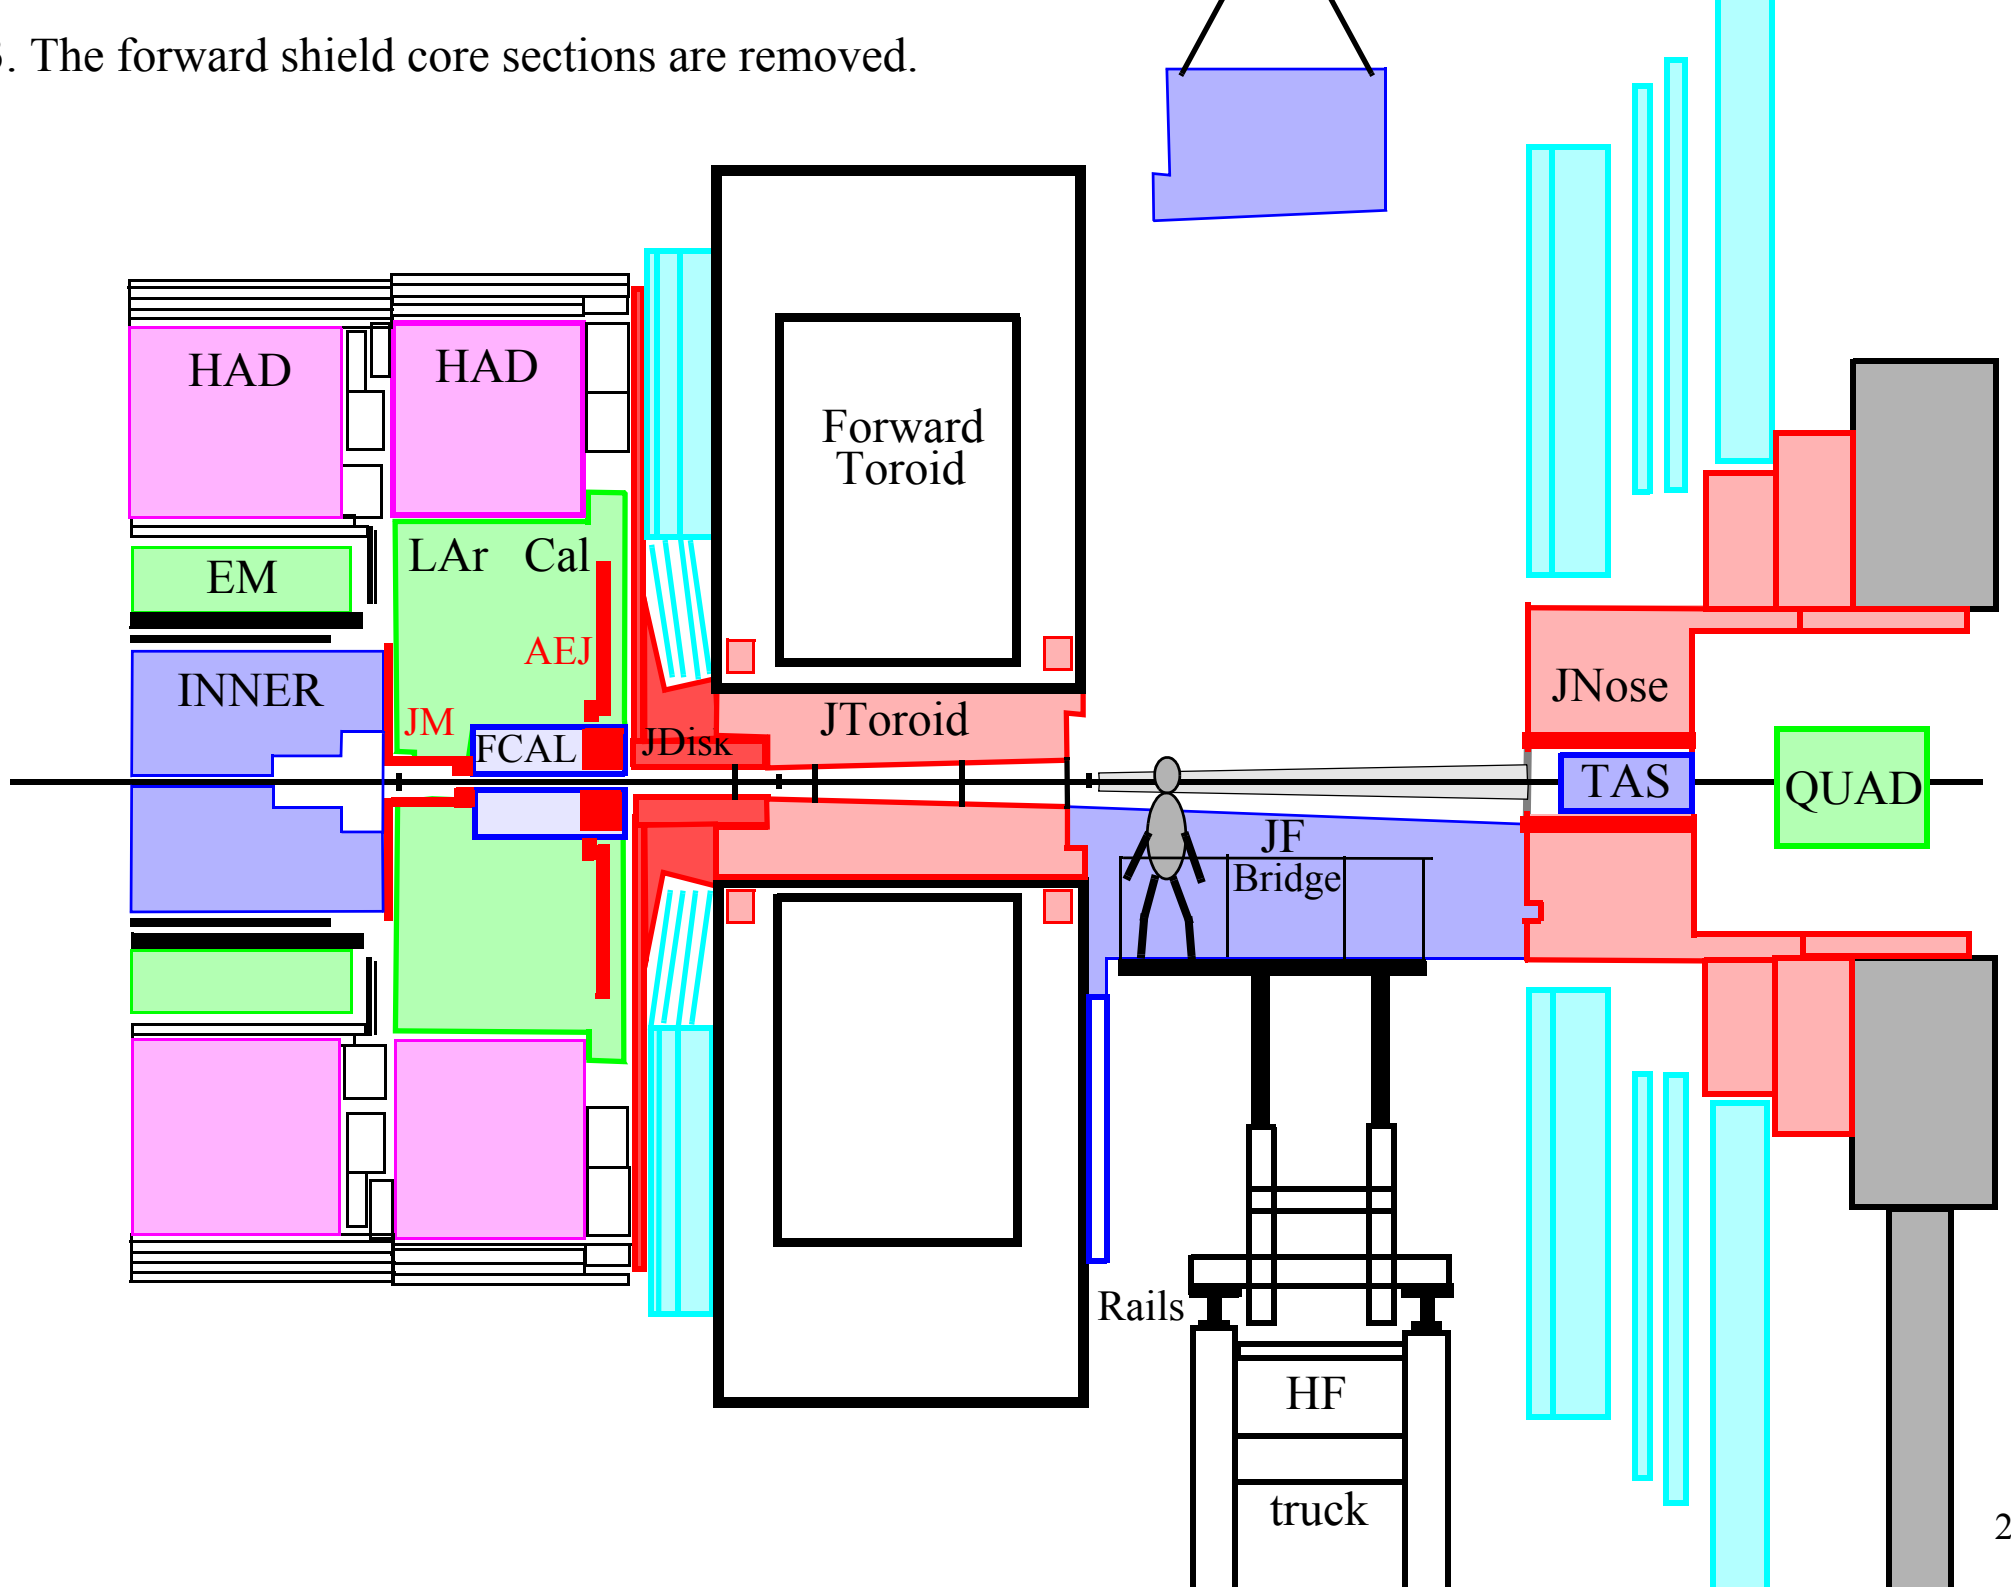 . The forward shield core sections are removed.
HAD
HAD
Forward
Toroid
LAr Cal
EM
AEJ
INNER
JM
FCAL
JDisk
JToroid
JNose
TAS
QUAD
JF
Bridge
Rails
HF
truck
2